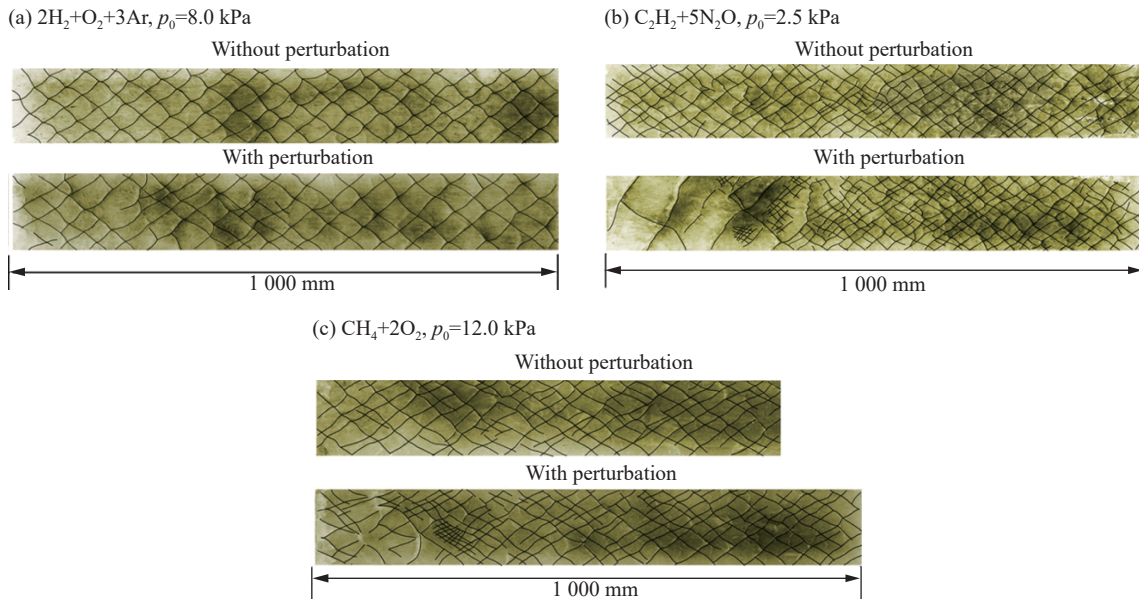 (a) 2H₂+O₂+3Ar, p₀=8.0 kPa
Without perturbation
With perturbation
1 000 mm
(b) C₂H₂+5N₂O, p₀=2.5 kPa
Without perturbation
With perturbation
1 000 mm
(c) CH₄+2O₂, p₀=12.0 kPa
Without perturbation
With perturbation
1 000 mm